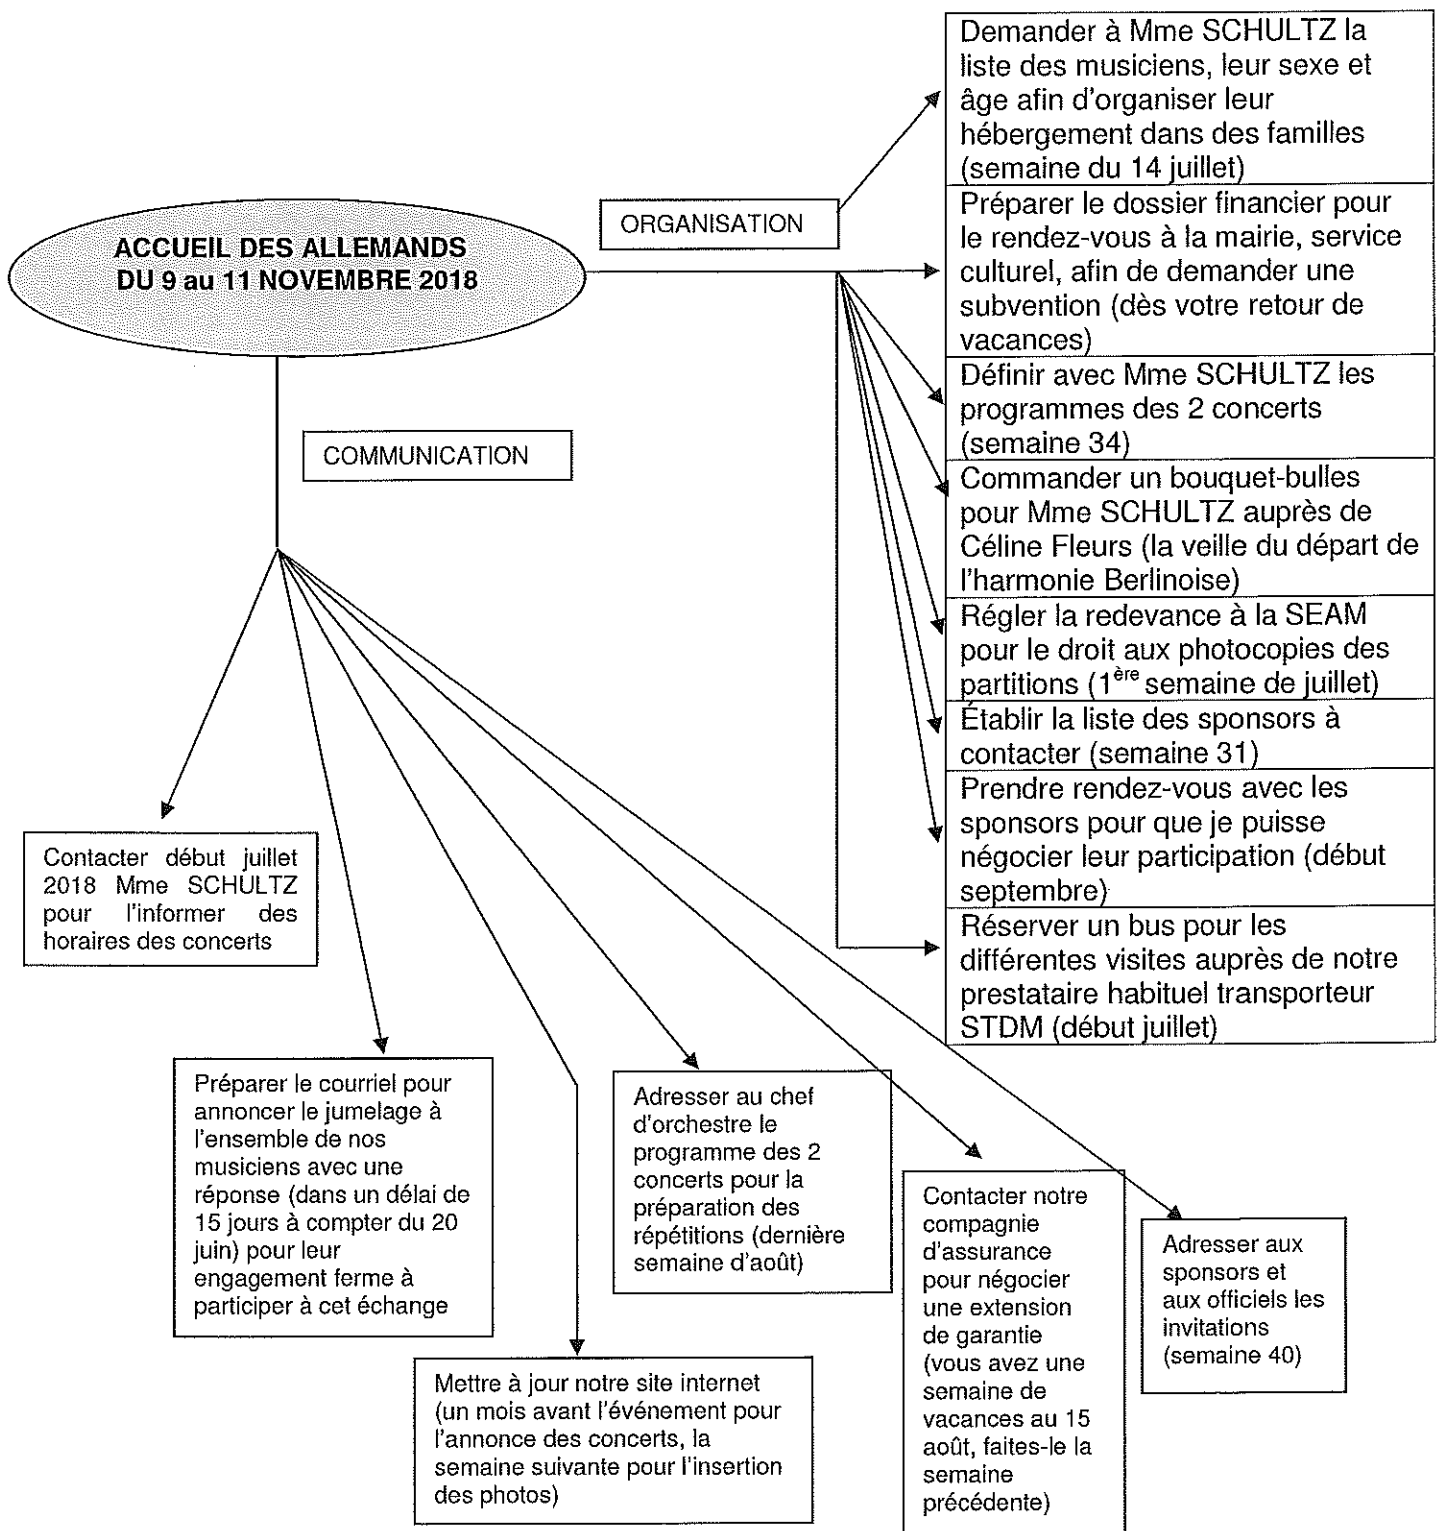 Demander à Mme SCHULTZ la
liste des musiciens, leur sexe et
âge afin d'organiser leur
hébergement dans des familles
(semaine du 14 juillet)
ORGANISATION
Préparer le dossier financier pour
le rendez-vous à la mairie, service
culturel, afin de demander une
subvention (dès votre retour de
vacances)
ACCUEIL DES ALLEMANDS
DU 9 au 11 NOVEMBRE 2018
Définir avec Mme SCHULTZ les
programmes des 2 concerts
(semaine 34)
COMMUNICATION
Commander un bouquet-bulles
pour Mme SCHULTZ auprès de
Céline Fleurs (la veille du départ de
l'harmonie Berlinoise)
Régler la redevance à la SEAM
pour le droit aux photocopies des
partitions (1ère semaine de juillet)
Établir la liste des sponsors à
contacter (semaine 31)
Prendre rendez-vous avec les
sponsors pour que je puisse
négocier leur participation (début
septembre)
Réserver un bus pour les
différentes visites auprès de notre
prestataire habituel transporteur
STDM (début juillet)
Contacter début juillet
2018 Mme SCHULTZ
pour l'informer des
horaires des concerts
Préparer le courriel pour
annoncer le jumelage à
l'ensemble de nos
musiciens avec une
réponse (dans un délai de
15 jours à compter du 20
juin) pour leur
engagement ferme à
participer à cet échange
Mettre à jour notre site internet
(un mois avant l'événement pour
l'annonce des concerts, la
semaine suivante pour l'insertion
des photos)
Adresser au chef
d'orchestre le
programme des 2
concerts pour la
préparation des
répétitions (dernière
semaine d'août)
Contacter notre
compagnie
d'assurance
pour négocier
une extension
de garantie
(vous avez une
semaine de
vacances au 15
août, faites-le la
semaine
précédente)
Adresser aux
sponsors et
aux officiels les
invitations
(semaine 40)